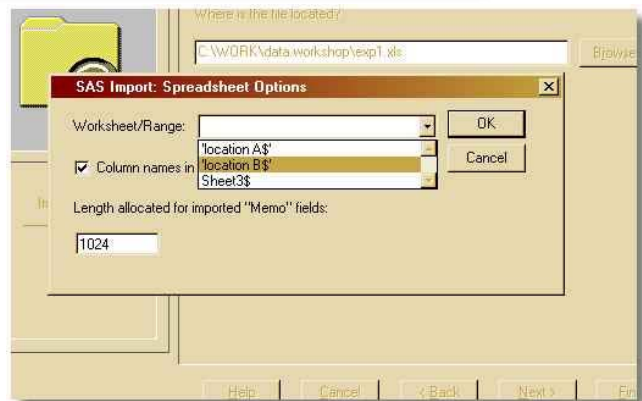 Where is the file located?
C:\WORK\data.workshop\exp1.xls
Browse
SAS Import: Spreadsheet Options
Worksheet/Range:
OK
'location A$'
Cancel
Column names in
'location B$'
Sheet3$
Length allocated for imported "Memo" fields:
1024
Help
Cancel
< Back
Next >